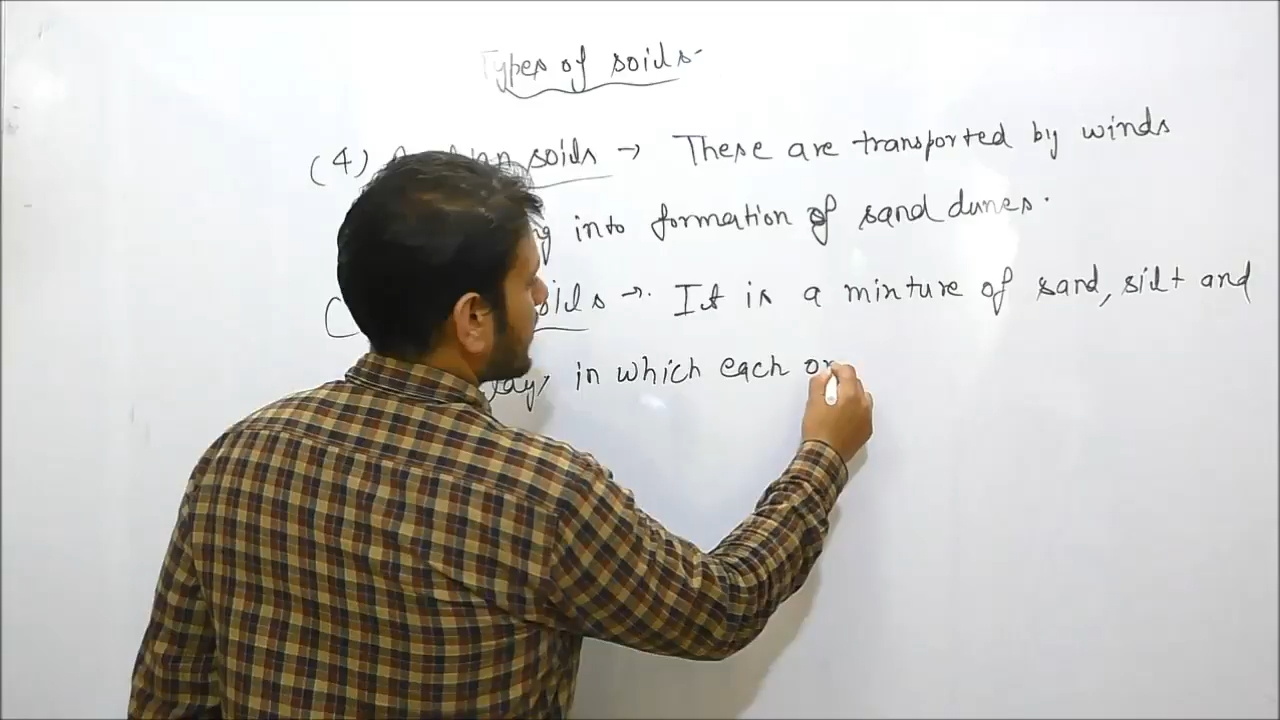 Types of soils-
(4) soils → These are transported by winds
into formation of sand dunes.
soils →. It is a mixture of sand, silt and
in which each